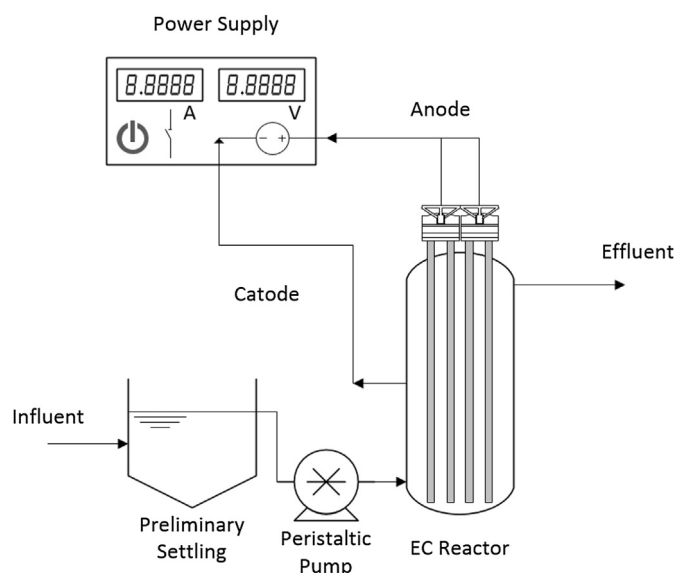 Power Supply
8.8888 8.8888
A V
- +
Anode
Effluent
Catode
Influent
Preliminary
Settling
Peristaltic
Pump
EC Reactor